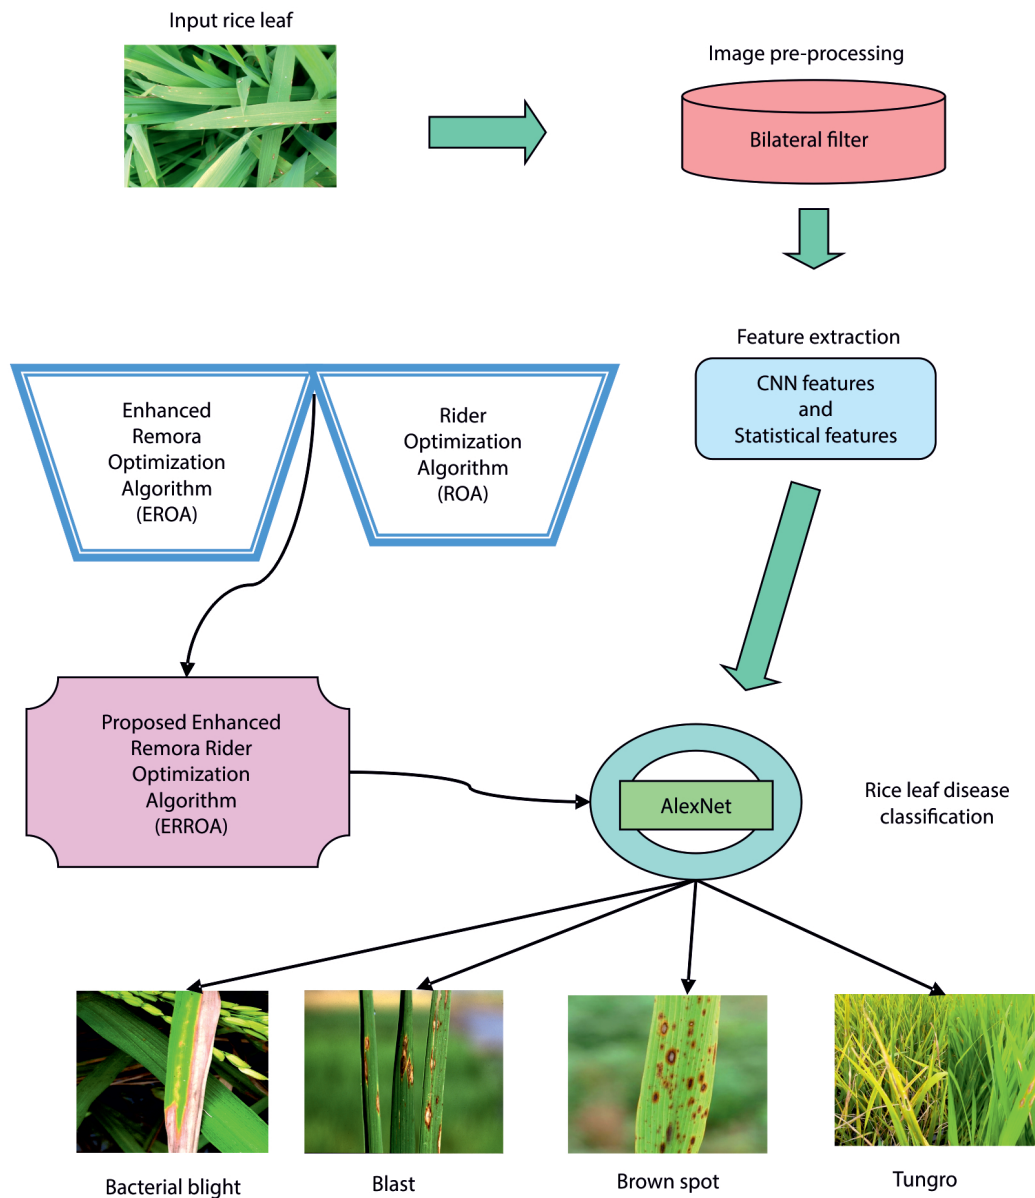 Input rice leaf
Image pre-processing
Bilateral filter
Feature extraction
CNN features
and
Statistical features
Enhanced
Remora
Optimization
Algorithm
(EROA)
Rider
Optimization
Algorithm
(ROA)
Proposed Enhanced
Remora Rider
Optimization
Algorithm
(ERROA)
AlexNet
Rice leaf disease
classification
Bacterial blight
Blast
Brown spot
Tungro